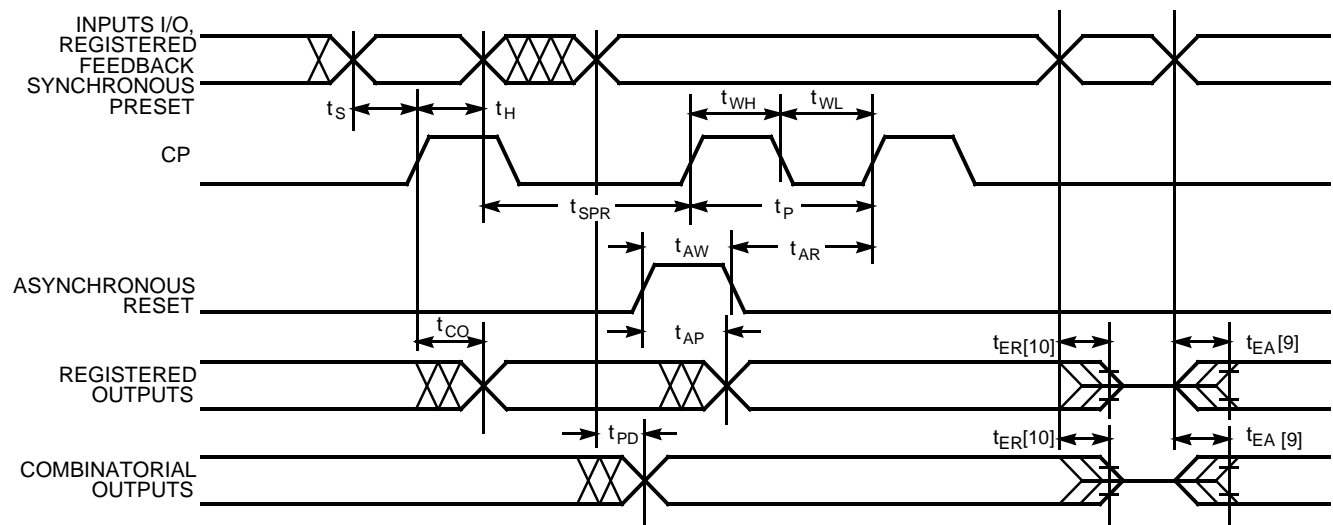 INPUTS I/O,
REGISTERED
FEEDBACK
SYNCHRONOUS
PRESET
tS
tH
tWH
tWL
CP
tSPR
tP
tAW
tAR
ASYNCHRONOUS
RESET
tCO
tAP
tER[10]
tEA[9]
REGISTERED
OUTPUTS
tPD
tER[10]
tEA [9]
COMBINATORIAL
OUTPUTS